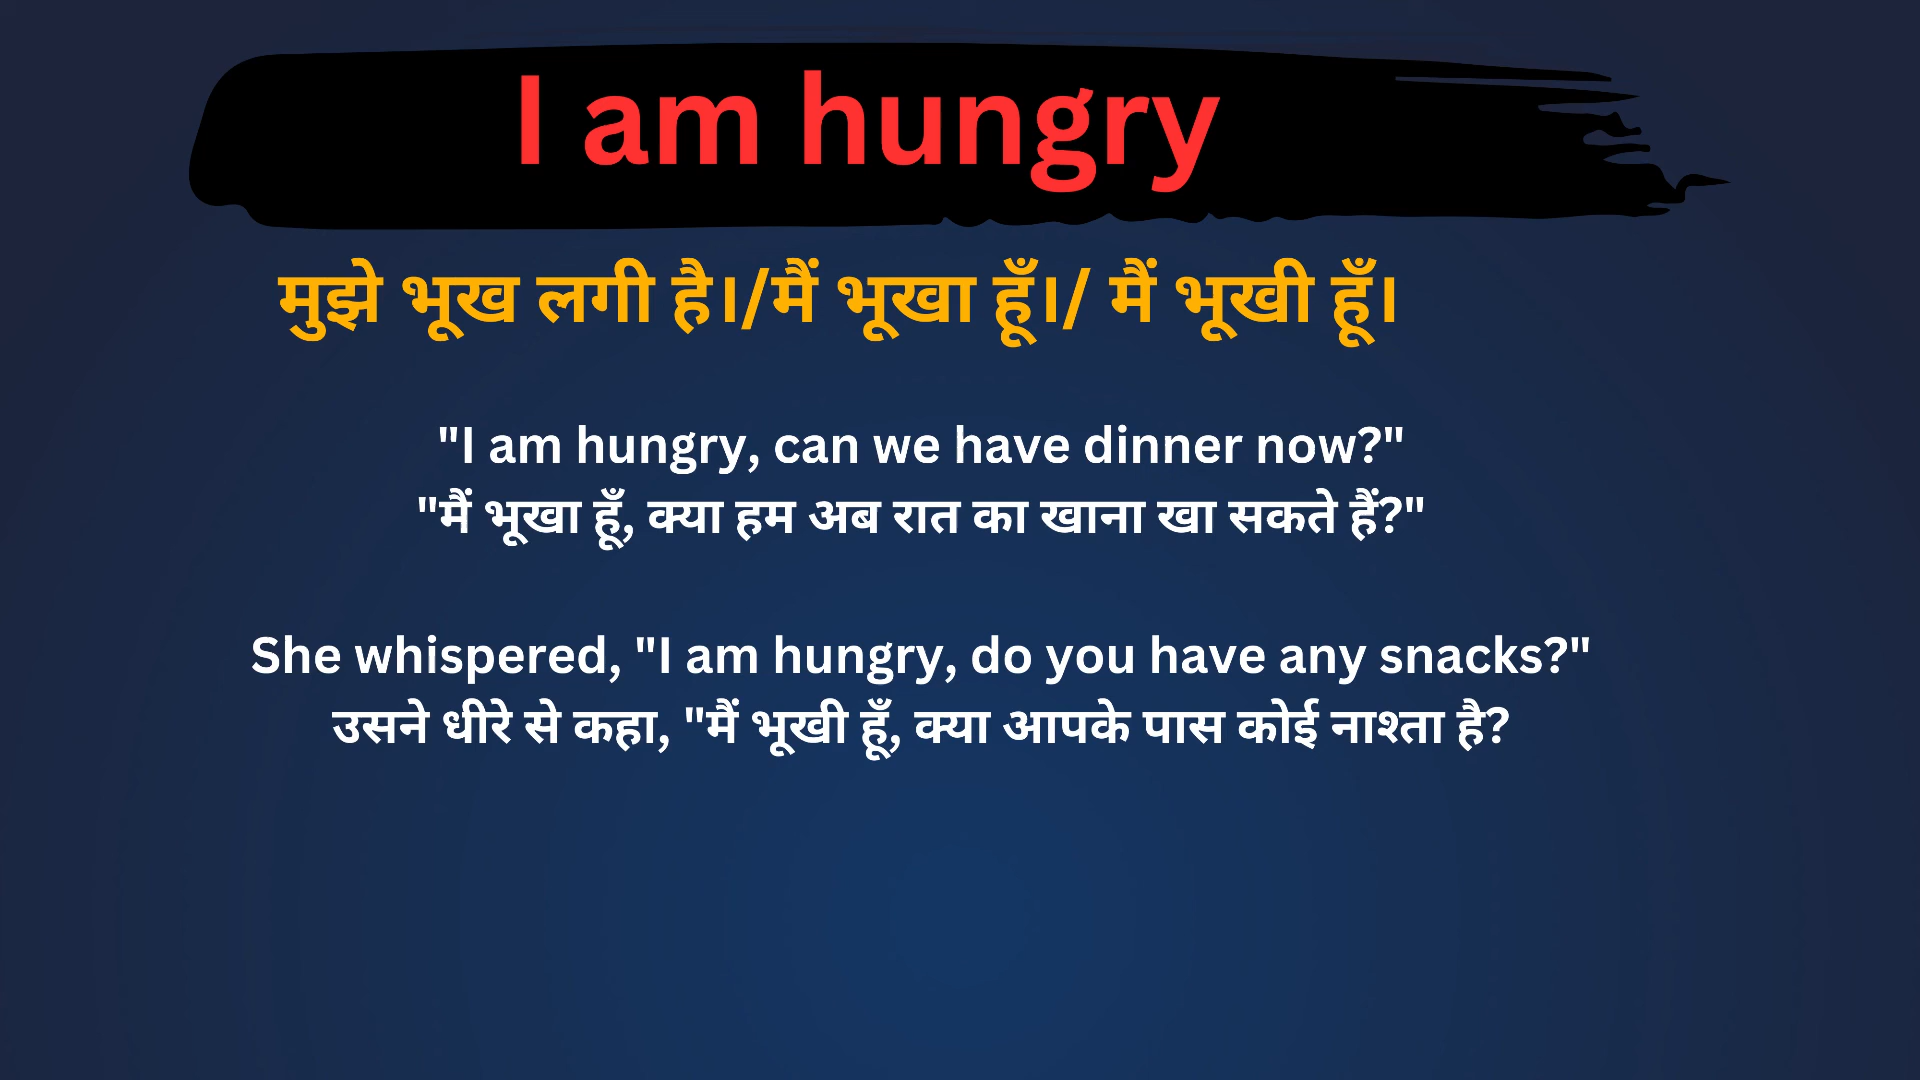 I am hungry
मुझे भूख लगी है।/मैं भूखा हूँ।/ मैं भूखी हूँ।
"I am hungry, can we have dinner now?"
"मैं भूखा हूँ, क्या हम अब रात का खाना खा सकते हैं?"
She whispered, "I am hungry, do you have any snacks?"
उसने धीरे से कहा, "मैं भूखी हूँ, क्या आपके पास कोई नाश्ता है?